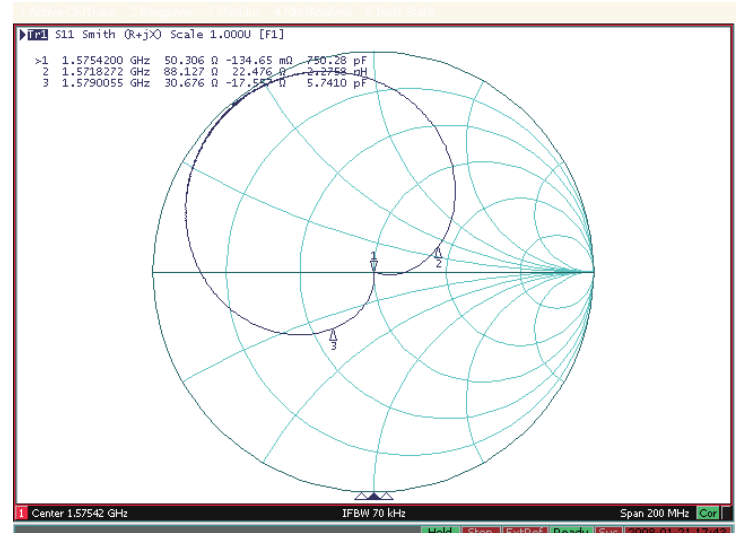 Tr1 S11 Smith (R+jX) Scale 1.000U [F1]
>1 1.5754200 GHz 50.306 Ω -134.65 mΩ 750.28 pF
2 1.5718272 GHz 88.127 Ω 22.476 Ω 2.2758 nH
3 1.5790055 GHz 30.676 Ω -17.557 Ω 5.7410 pF
1
2
3
1 Center 1.57542 GHz IFBW 70 kHz Span 200 MHz Cor